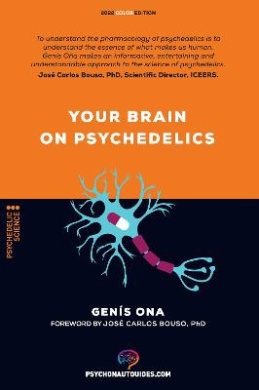 2022 COLOR EDITION
To understand the pharmacology of psychedelics is to
understand the essence of what makes us human.
Genís Oña makes an informative, entertaining and
understandable approach to the science of psychedelics.
José Carlos Bouso, PhD, Scientific Director, ICEERS.
YOUR BRAIN
ON PSYCHEDELICS
PSYCHEDELIC
SCIENCE
GENÍS ONA
FOREWORD BY JOSÉ CARLOS BOUSO, PhD
PSYCHONAUTGUIDES.COM